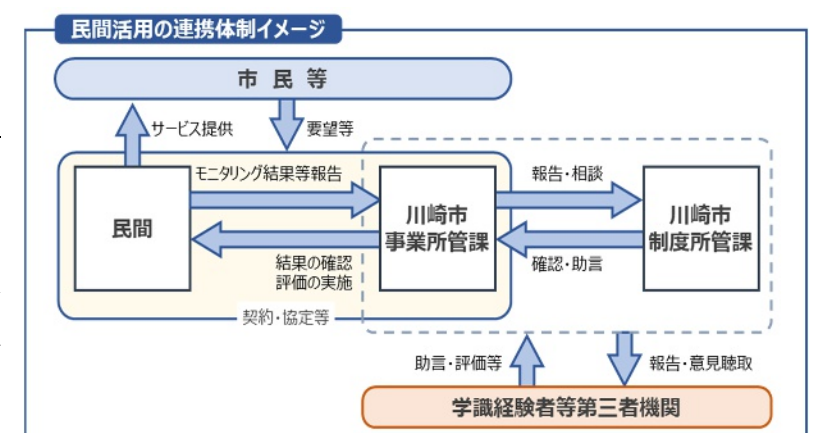 民間活用の連携体制イメージ
市 民 等
サービス提供
要望等
モニタリング結果等報告
報告・相談
民間
川崎市
事業所管課
川崎市
制度所管課
結果の確認
評価の実施
確認・助言
契約・協定等
助言・評価等
報告・意見聴取
学識経験者等第三者機関